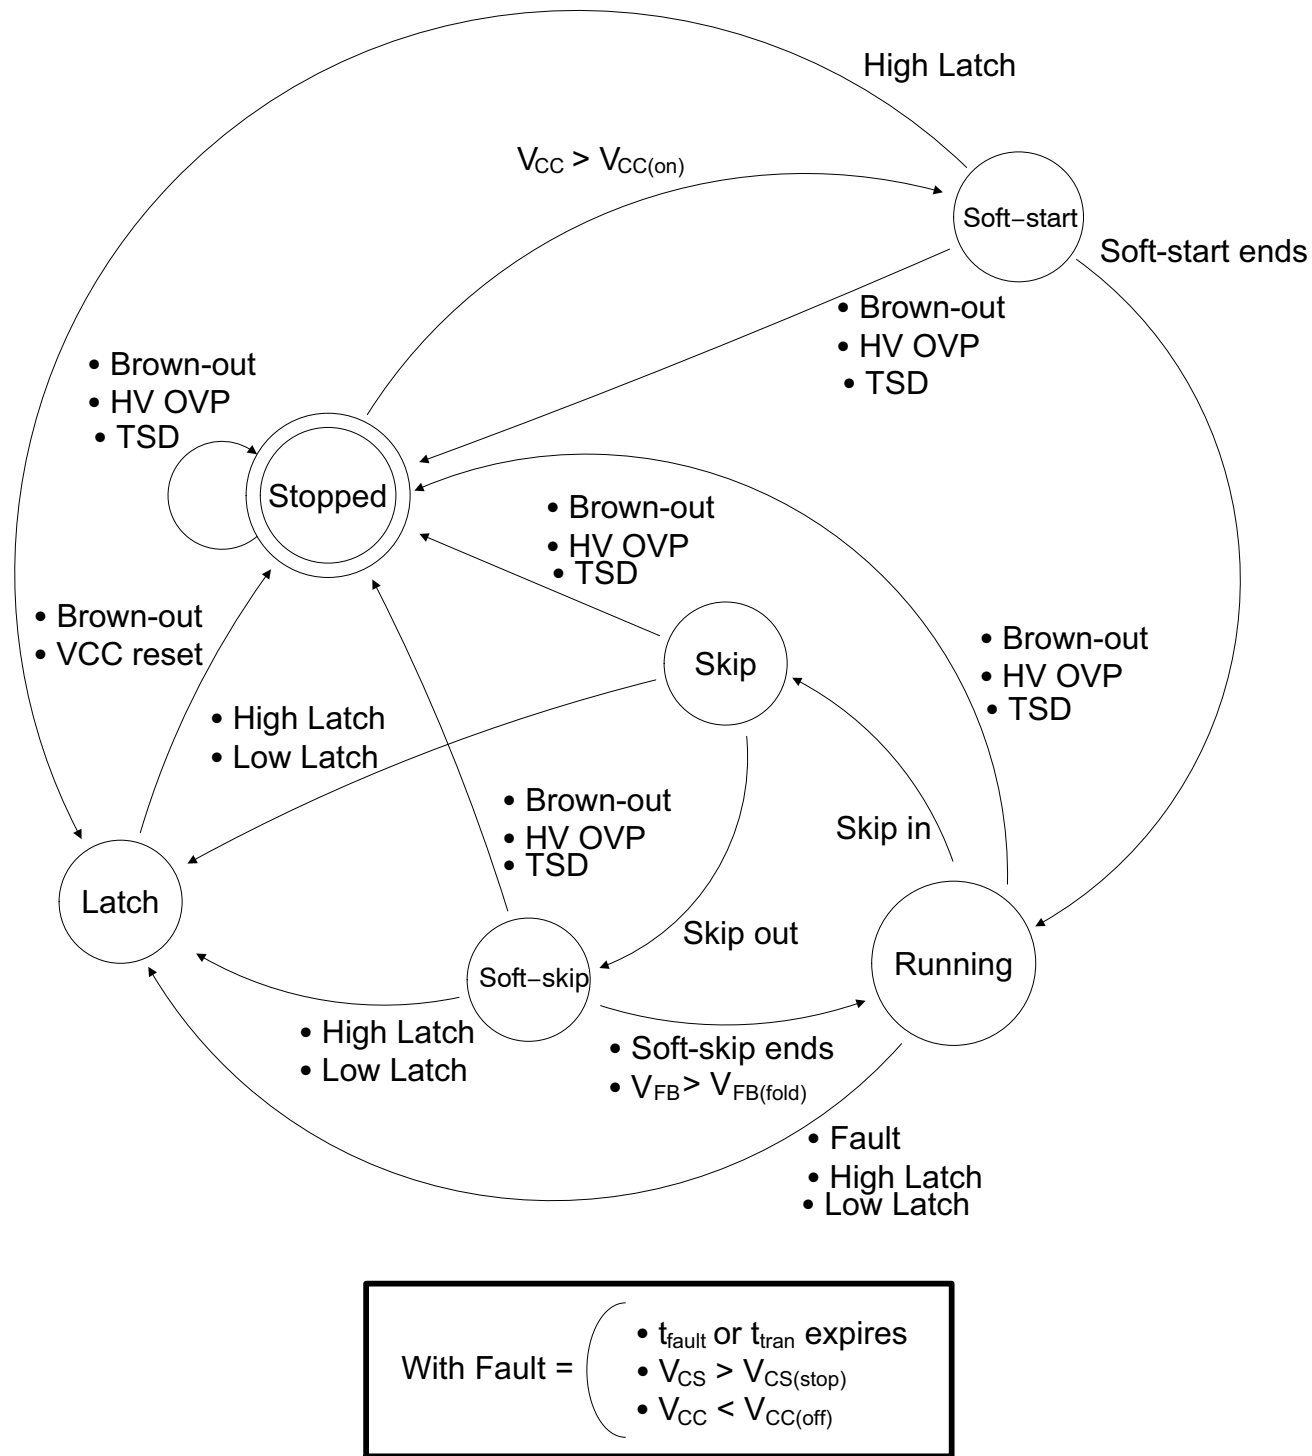 High Latch
VCC > VCC(on)
Soft−start
Soft-start ends
• Brown-out
• HV OVP
• TSD
• Brown-out
• HV OVP
• TSD
Stopped
• Brown-out
• HV OVP
• TSD
• Brown-out
• VCC reset
• Brown-out
• HV OVP
• TSD
Skip
• High Latch
• Low Latch
• Brown-out
• HV OVP
• TSD
Skip in
Latch
Skip out
Running
Soft−skip
• High Latch
• Low Latch
• Soft-skip ends
• VFB > VFB(fold)
• Fault
• High Latch
• Low Latch
With Fault =
• tfault or ttran expires
• VCS > VCS(stop)
• VCC < VCC(off)